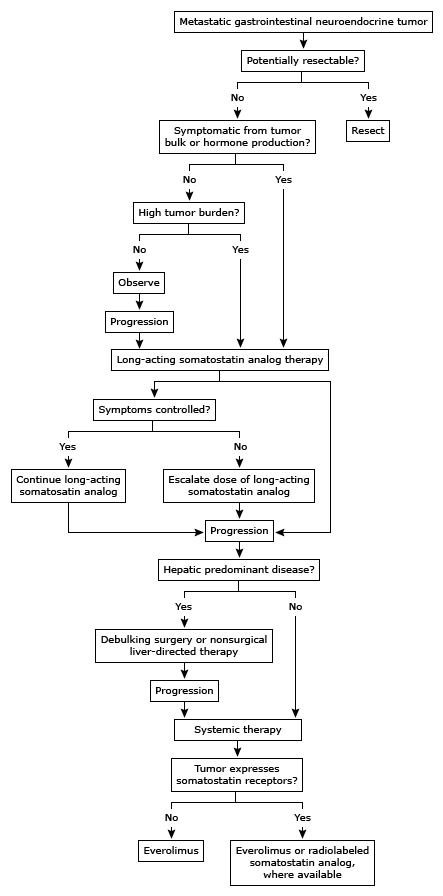 Metastatic gastrointestinal neuroendocrine tumor
Potentially resectable?
No
Yes
Symptomatic from tumor
bulk or hormone production?
Resect
No
Yes
High tumor burden?
No
Yes
Observe
Progression
Long-acting somatostatin analog therapy
Symptoms controlled?
Yes
No
Continue long-acting
somatosatin analog
Escalate dose of long-acting
somatostatin analog
Progression
Hepatic predominant disease?
Yes
No
Debulking surgery or nonsurgical
liver-directed therapy
Progression
Systemic therapy
Tumor expresses
somatostatin receptors?
No
Yes
Everolimus
Everolimus or radiolabeled
somatostatin analog,
where available